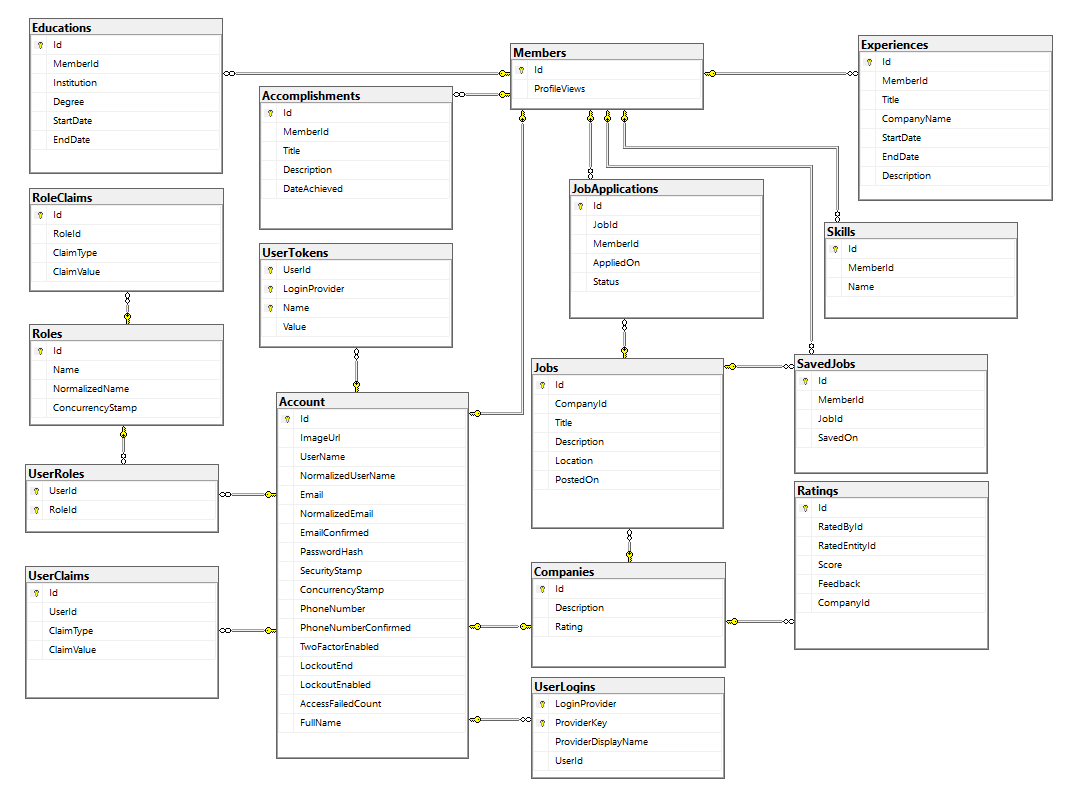 Educations
Id
MemberId
Institution
Degree
StartDate
EndDate
Accomplishments
Id
MemberId
Title
Description
DateAchieved
Members
Id
ProfileViews
Experiences
Id
MemberId
Title
CompanyName
StartDate
EndDate
Description
RoleClaims
Id
RoleId
ClaimType
ClaimValue
UserTokens
UserId
LoginProvider
Name
Value
JobApplications
Id
JobId
MemberId
AppliedOn
Status
Skills
Id
MemberId
Name
Roles
Id
Name
NormalizedName
ConcurrencyStamp
Account
Id
ImageUrl
UserName
NormalizedUserName
Email
NormalizedEmail
EmailConfirmed
PasswordHash
SecurityStamp
ConcurrencyStamp
PhoneNumber
PhoneNumberConfirmed
TwoFactorEnabled
LockoutEnd
LockoutEnabled
AccessFailedCount
FullName
Jobs
Id
CompanyId
Title
Description
Location
PostedOn
SavedJobs
Id
MemberId
JobId
SavedOn
UserRoles
UserId
RoleId
Ratings
Id
RatedById
RatedEntityId
Score
Feedback
CompanyId
UserClaims
Id
UserId
ClaimType
ClaimValue
Companies
Id
Description
Rating
UserLogins
LoginProvider
ProviderKey
ProviderDisplayName
UserId